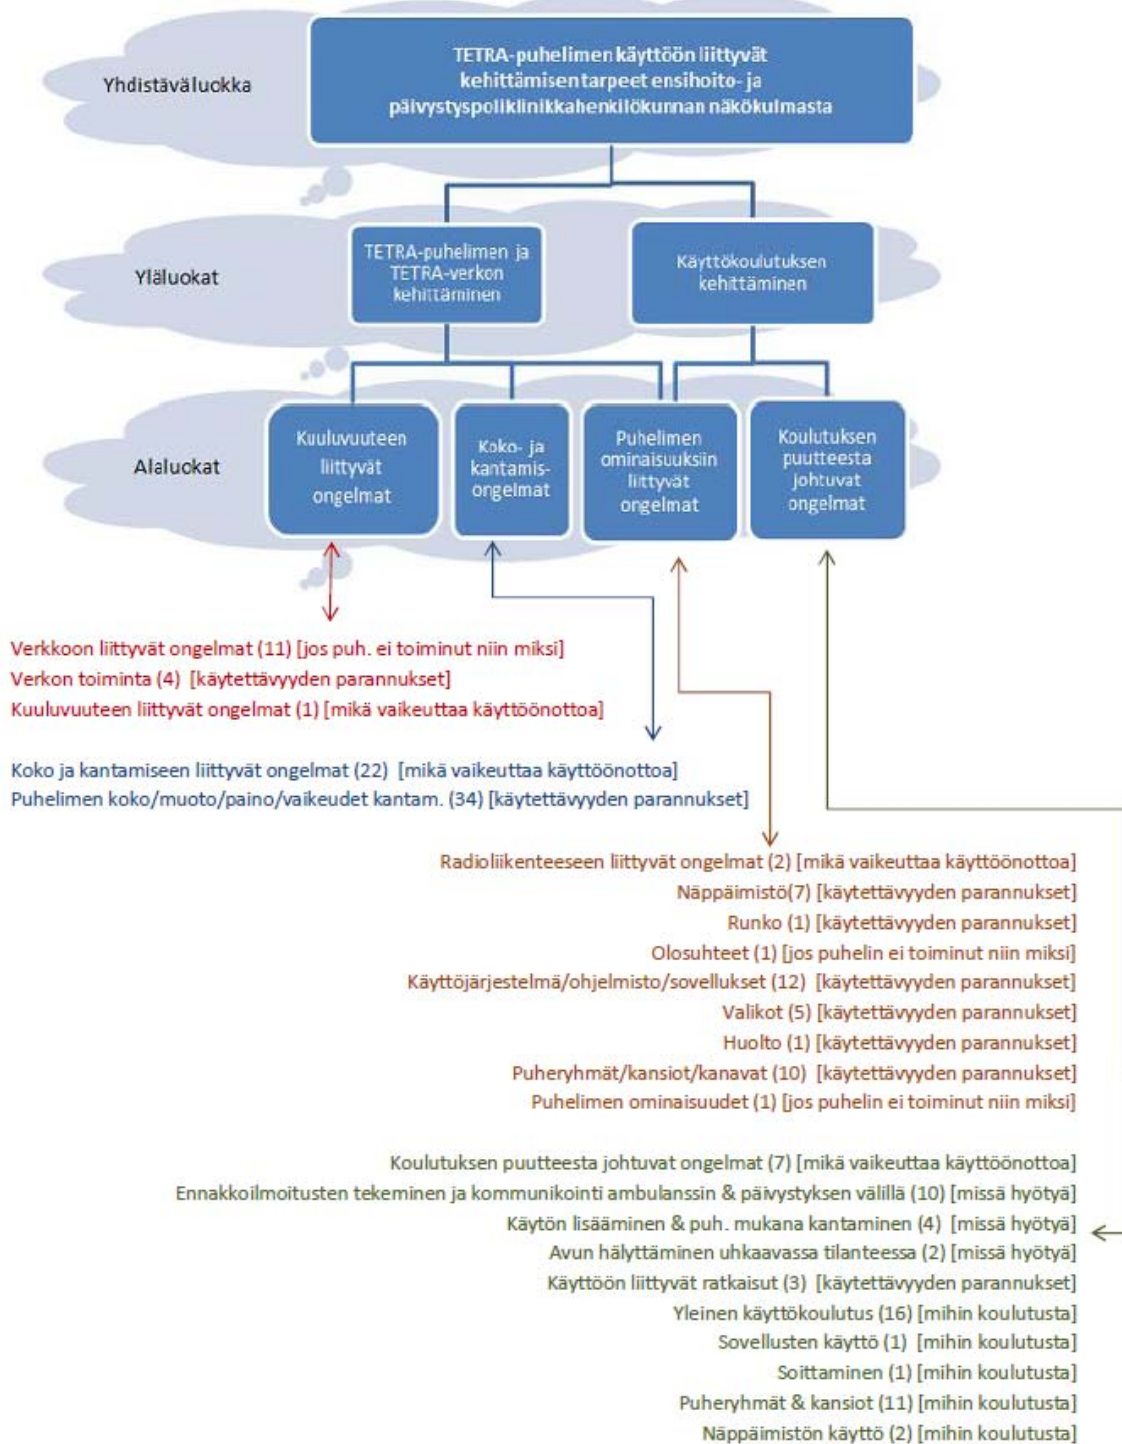 Yhdistävä luokka
TETRA-puhelimen käyttöön liittyvät
kehittämisen tarpeet ensihoito- ja
päivystyspoliklinikkahenkilökunnan näkökulmasta
Yläluokat
TETRA-puhelimen ja
TETRA-verkon
kehittäminen
Käyttökoulutuksen
kehittäminen
Alaluokat
Kuuluvuuteen
liittyvät
ongelmat
Koko- ja
kantamis-
ongelmat
Puhelimen
ominaisuuksiin
liittyvät
ongelmat
Koulutuksen
puutteesta
johtuvat
ongelmat
Verkkoon liittyvät ongelmat (11) [jos puh. ei toiminut niin miksi]
Verkon toiminta (4) [käytettävyyden parannukset]
Kuuluvuuteen liittyvät ongelmat (1) [mikä vaikeuttaa käyttöönottoa]
Koko ja kantamiseen liittyvät ongelmat (22) [mikä vaikeuttaa käyttöönottoa]
Puhelimen koko/muoto/paino/vaikeudet kantam. (34) [käytettävyyden parannukset]
Radioliikenteeseen liittyvät ongelmat (2) [mikä vaikeuttaa käyttöönottoa]
Näppäimistö(7) [käytettävyyden parannukset]
Runko (1) [käytettävyyden parannukset]
Olosuhteet (1) [jos puhelin ei toiminut niin miksi]
Käyttöjärjestelmä/ohjelmisto/sovellukset (12) [käytettävyyden parannukset]
Valikot (5) [käytettävyyden parannukset]
Huolto (1) [käytettävyyden parannukset]
Puheryhmät/kansiot/kanavat (10) [käytettävyyden parannukset]
Puhelimen ominaisuudet (1) [jos puhelin ei toiminut niin miksi]
Koulutuksen puutteesta johtuvat ongelmat (7) [mikä vaikeuttaa käyttöönottoa]
Ennakkoilmoitusten tekeminen ja kommunikointi ambulanssin & päivystyksen välillä (10) [missä hyötyä]
Käytön lisääminen & puh. mukana kantaminen (4) [missä hyötyä]
Avun hälyttäminen uhkaavassa tilanteessa (2) [missä hyötyä]
Käyttöön liittyvät ratkaisut (3) [käytettävyyden parannukset]
Yleinen käyttökoulutus (16) [mihin koulutusta]
Sovellusten käyttö (1) [mihin koulutusta]
Soittaminen (1) [mihin koulutusta]
Puheryhmät & kansiot (11) [mihin koulutusta]
Näppäimistön käyttö (2) [mihin koulutusta]